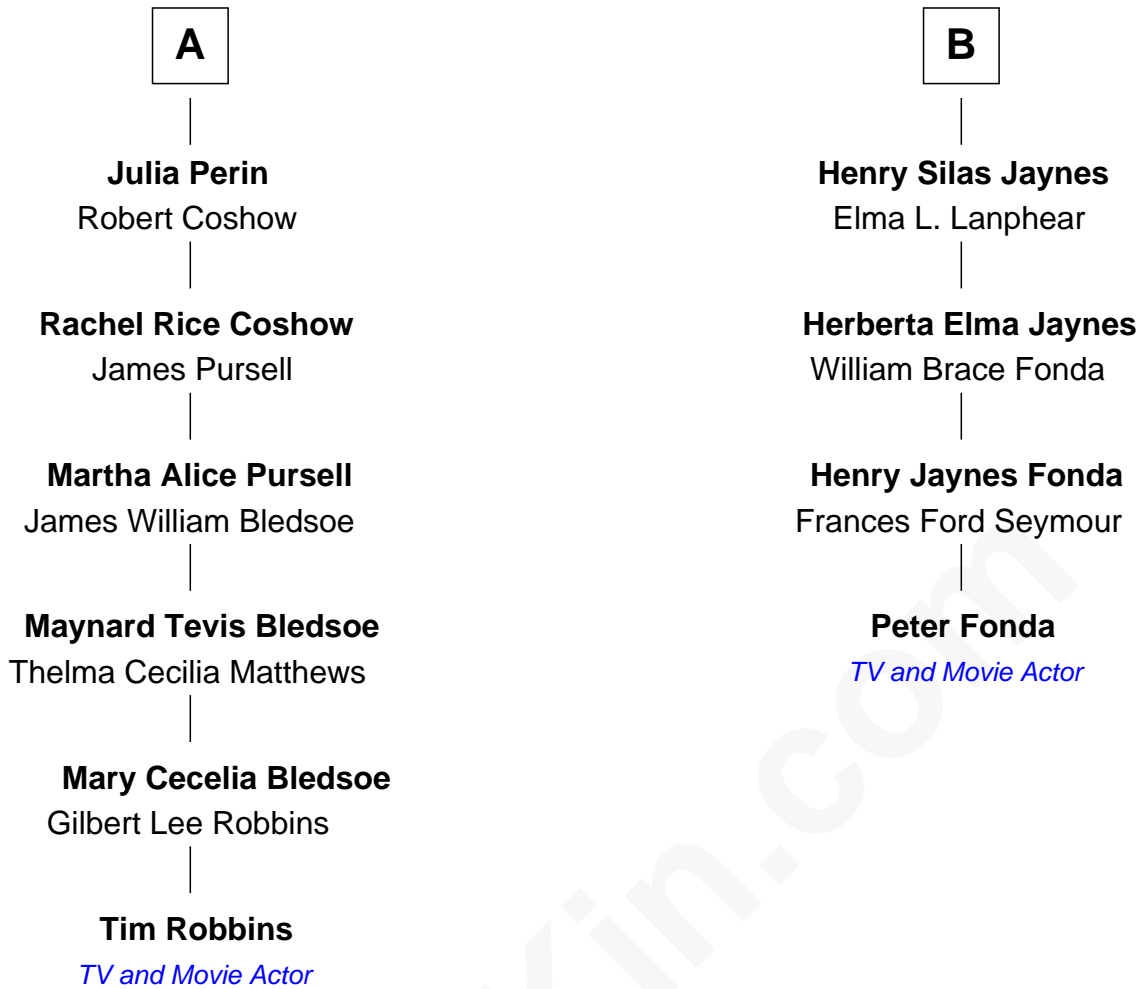 A
Julia Perin
Robert Coshow
Rachel Rice Coshow
James Pursell
Martha Alice Pursell
James William Bledsoe
Maynard Tevis Bledsoe
Thelma Cecilia Matthews
Mary Cecelia Bledsoe
Gilbert Lee Robbins
Tim Robbins
TV and Movie Actor
B
Henry Silas Jaynes
Elma L. Lanphear
Herberta Elma Jaynes
William Brace Fonda
Henry Jaynes Fonda
Frances Ford Seymour
Peter Fonda
TV and Movie Actor
Kin.com